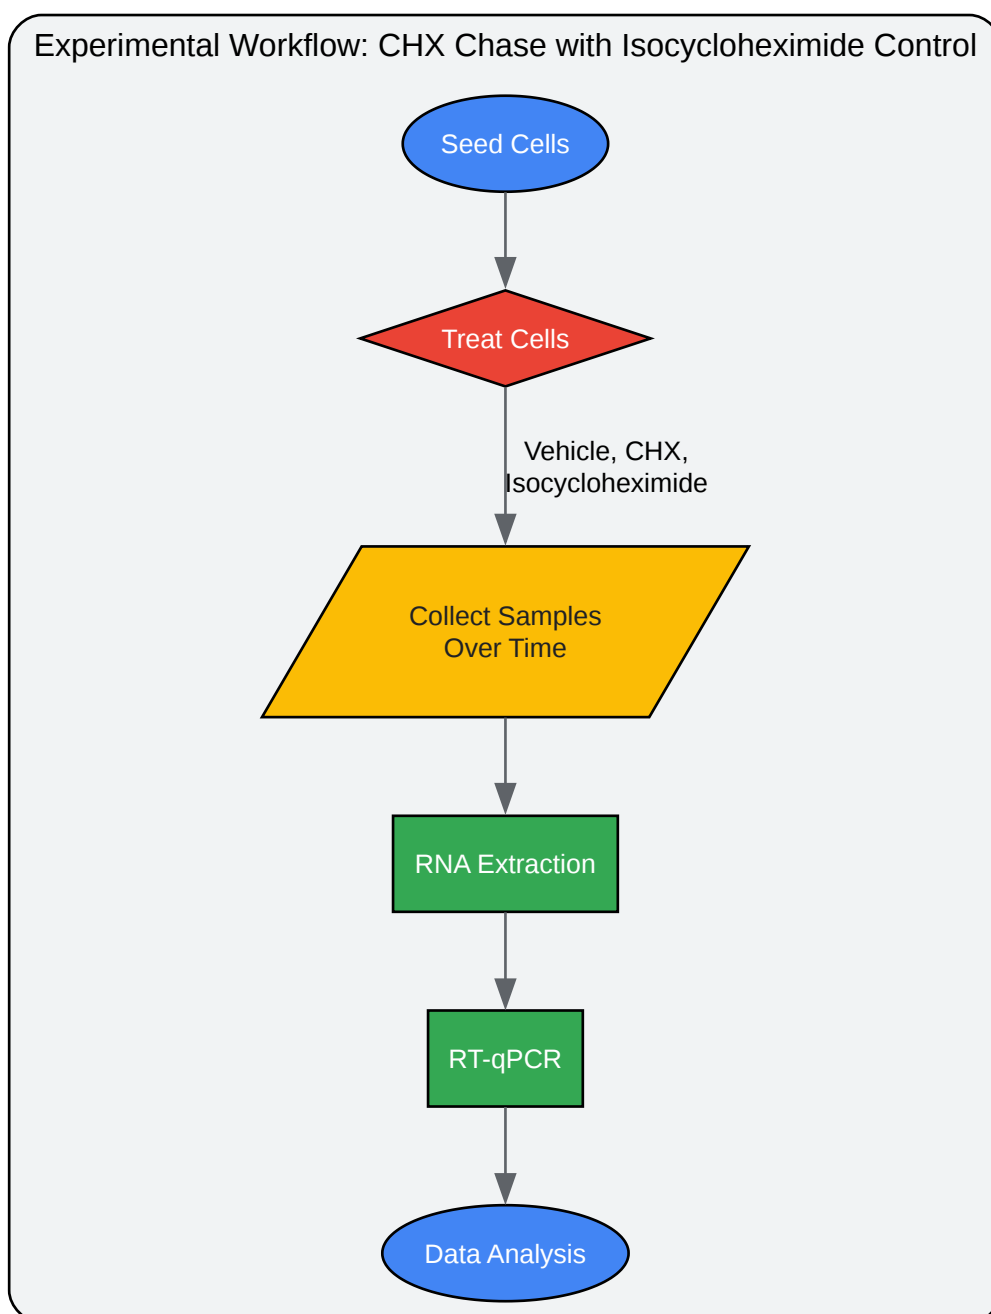 Experimental Workflow: CHX Chase with Isocycloheximide Control
Seed Cells
Treat Cells
Vehicle, CHX,
Isocycloheximide
Collect Samples
Over Time
RNA Extraction
RT-qPCR
Data Analysis